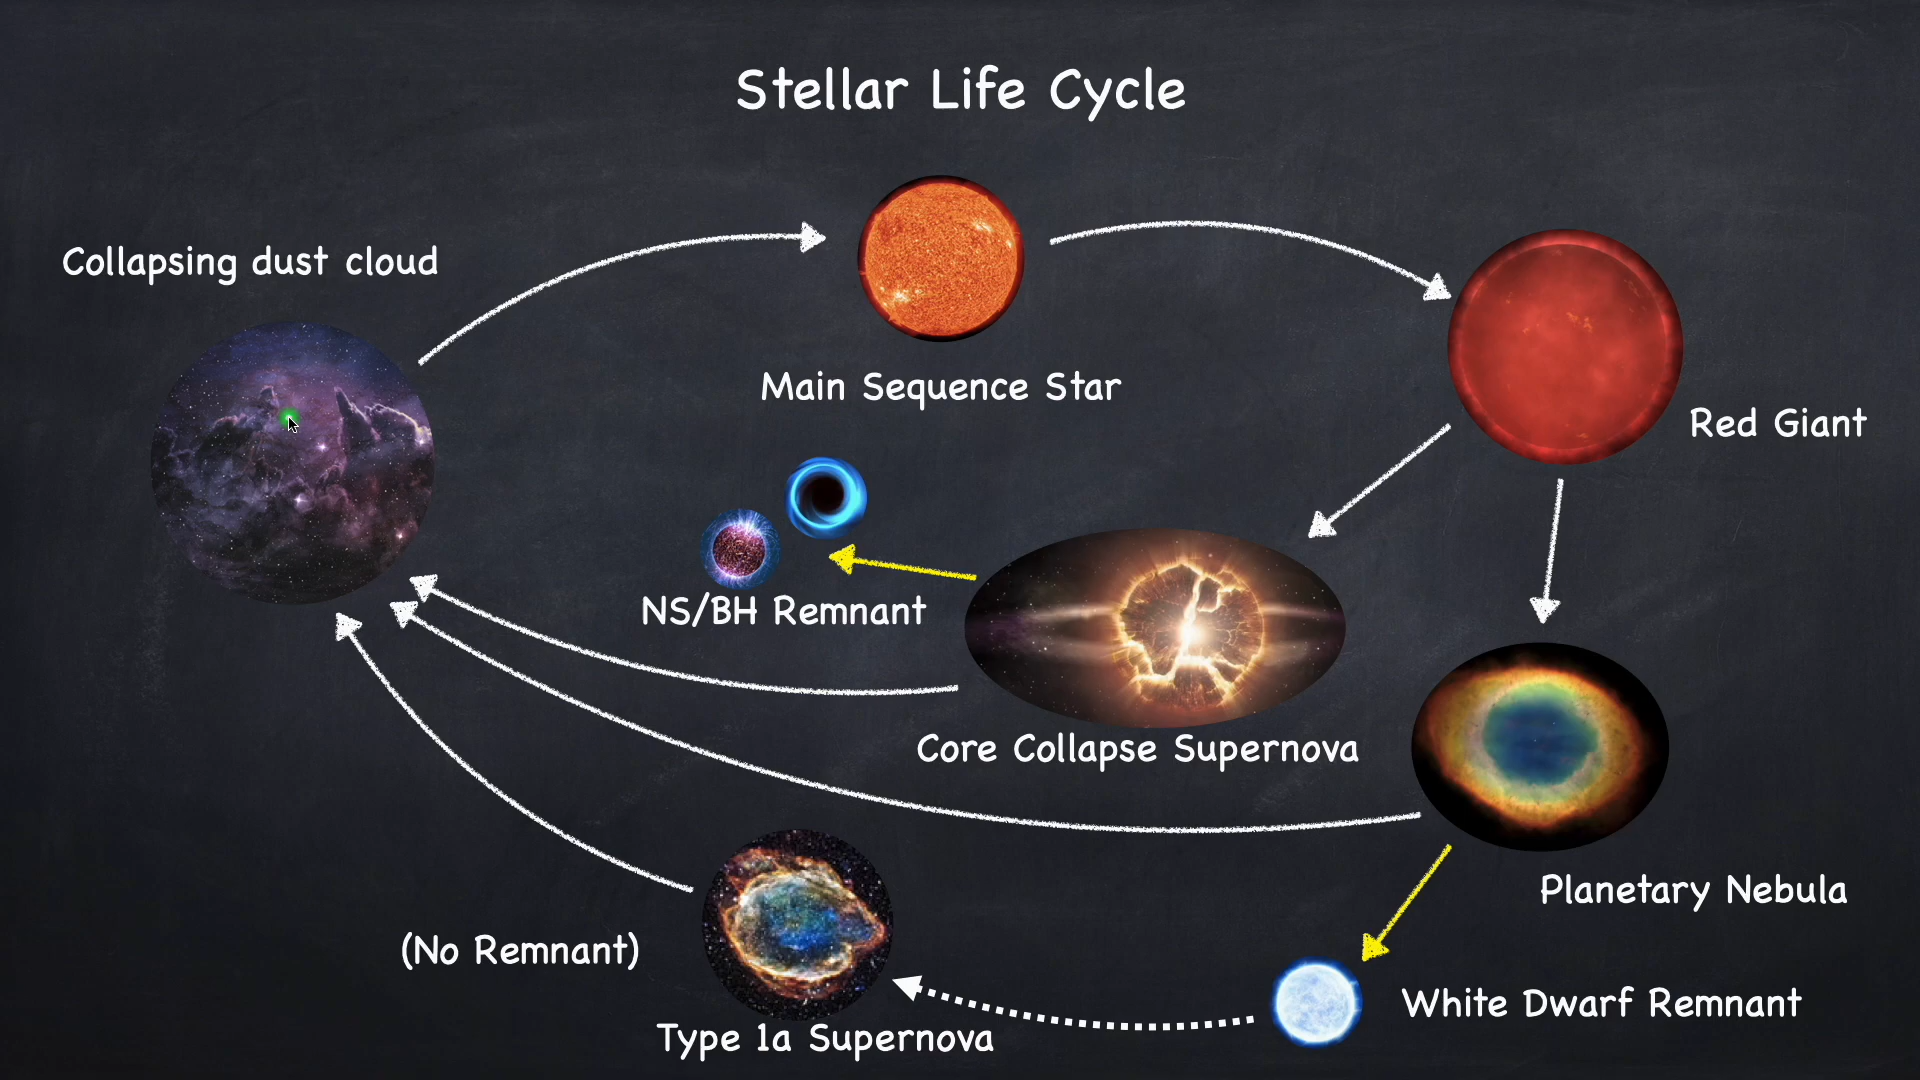 Stellar Life Cycle
Collapsing dust cloud
Main Sequence Star
Red Giant
NS/BH Remnant
Core Collapse Supernova
Planetary Nebula
(No Remnant)
White Dwarf Remnant
Type 1a Supernova